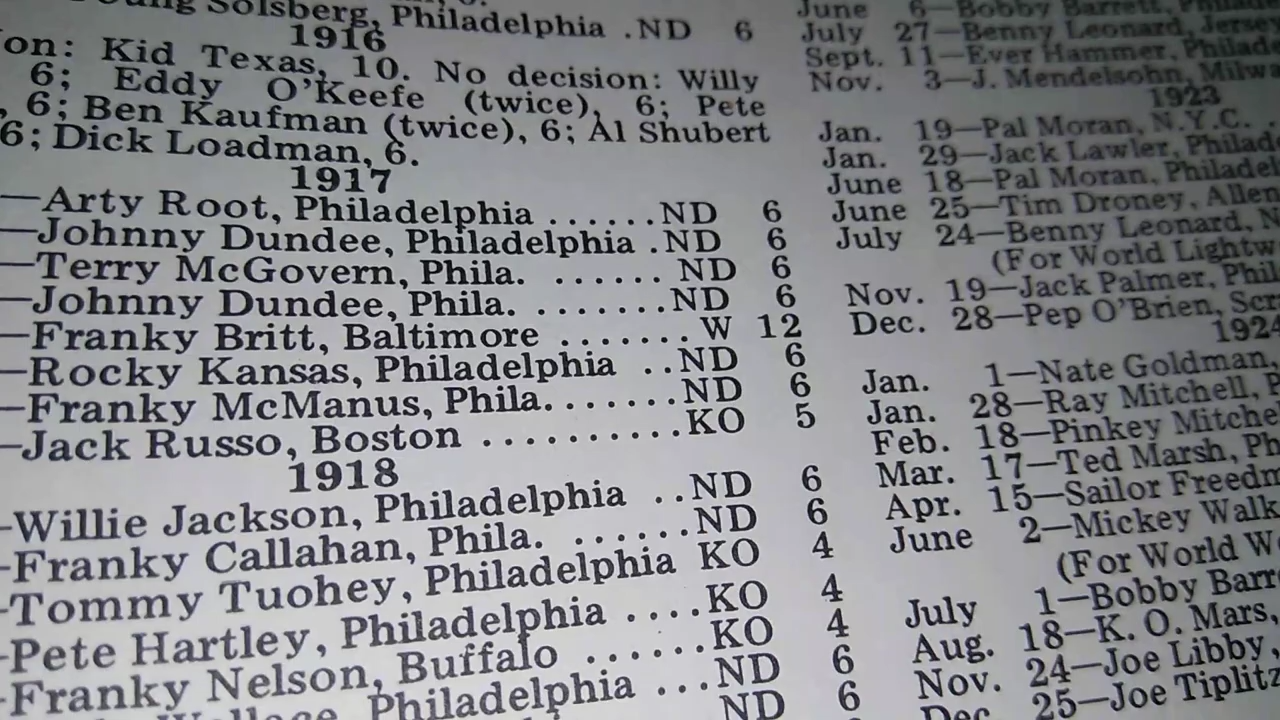 Solsberg, Philadelphia .ND 6
1916
on: Kid Texas, 10. No decision: Willy
6; Eddy O'Keefe (twice), 6; Pete
, 6; Ben Kaufman (twice), 6; Al Shubert
6; Dick Loadman, 6.
1917
—Arty Root, Philadelphia ......ND 6
—Johnny Dundee, Philadelphia .ND 6
—Terry McGovern, Phila. .......ND 6
—Johnny Dundee, Phila. ........ND 6
—Franky Britt, Baltimore .......W 12
—Rocky Kansas, Philadelphia ..ND 6
—Franky McManus, Phila........ND 6
—Jack Russo, Boston ..........KO 5
1918
—Willie Jackson, Philadelphia ..ND 6
—Franky Callahan, Phila. ......ND 6
—Tommy Tuohey, Philadelphia KO 4
—Pete Hartley, Philadelphia ....KO 4
—Franky Nelson, Buffalo ......KO 4
Philadelphia ...ND 6
ND 6
June 6—Bobby Barrett, Philade
July 27—Benny Leonard, Jersey
Sept. 11—Ever Hammer, Philade
Nov. 3—J. Mendelsohn, Milwa
1923
Jan. 19—Pal Moran, N.Y.C. .
Jan. 29—Jack Lawler, Philad
June 18—Pal Moran, Philadel
June 25—Tim Droney, Allen
July 24—Benny Leonard, N
(For World Lightw
Nov. 19—Jack Palmer, Phil
Dec. 28—Pep O'Brien, Scr
1924
Jan. 1—Nate Goldman,
Jan. 28—Ray Mitchell, P
Feb. 18—Pinkey Mitche
Mar. 17—Ted Marsh, Ph
Apr. 15—Sailor Freedm
June 2—Mickey Walk
(For World W
July 1—Bobby Barr
Aug. 18—K. O. Mars,
Nov. 24—Joe Libby,
Dec. 25—Joe Tiplitz